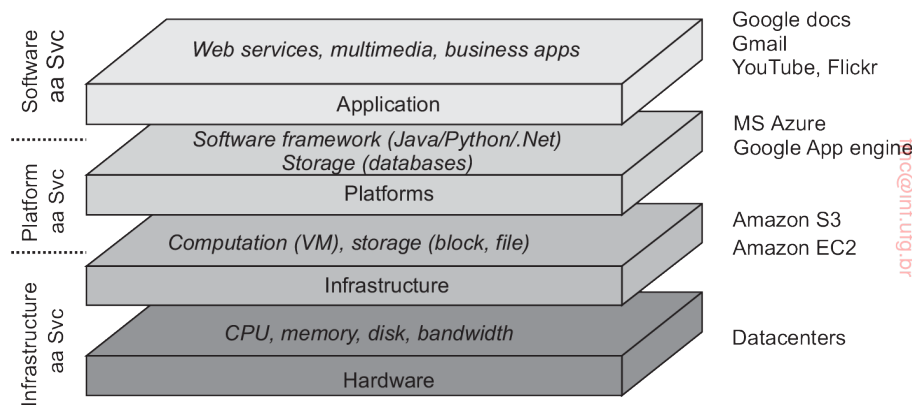 Software
aa Svc
Web services, multimedia, business apps
Application
Google docs
Gmail
YouTube, Flickr
Platform
aa Svc
Software framework (Java/Python/.Net)
Storage (databases)
Platforms
MS Azure
Google App engine
Infrastructure
aa Svc
Computation (VM), storage (block, file)
Infrastructure
Amazon S3
Amazon EC2
CPU, memory, disk, bandwidth
Hardware
Datacenters